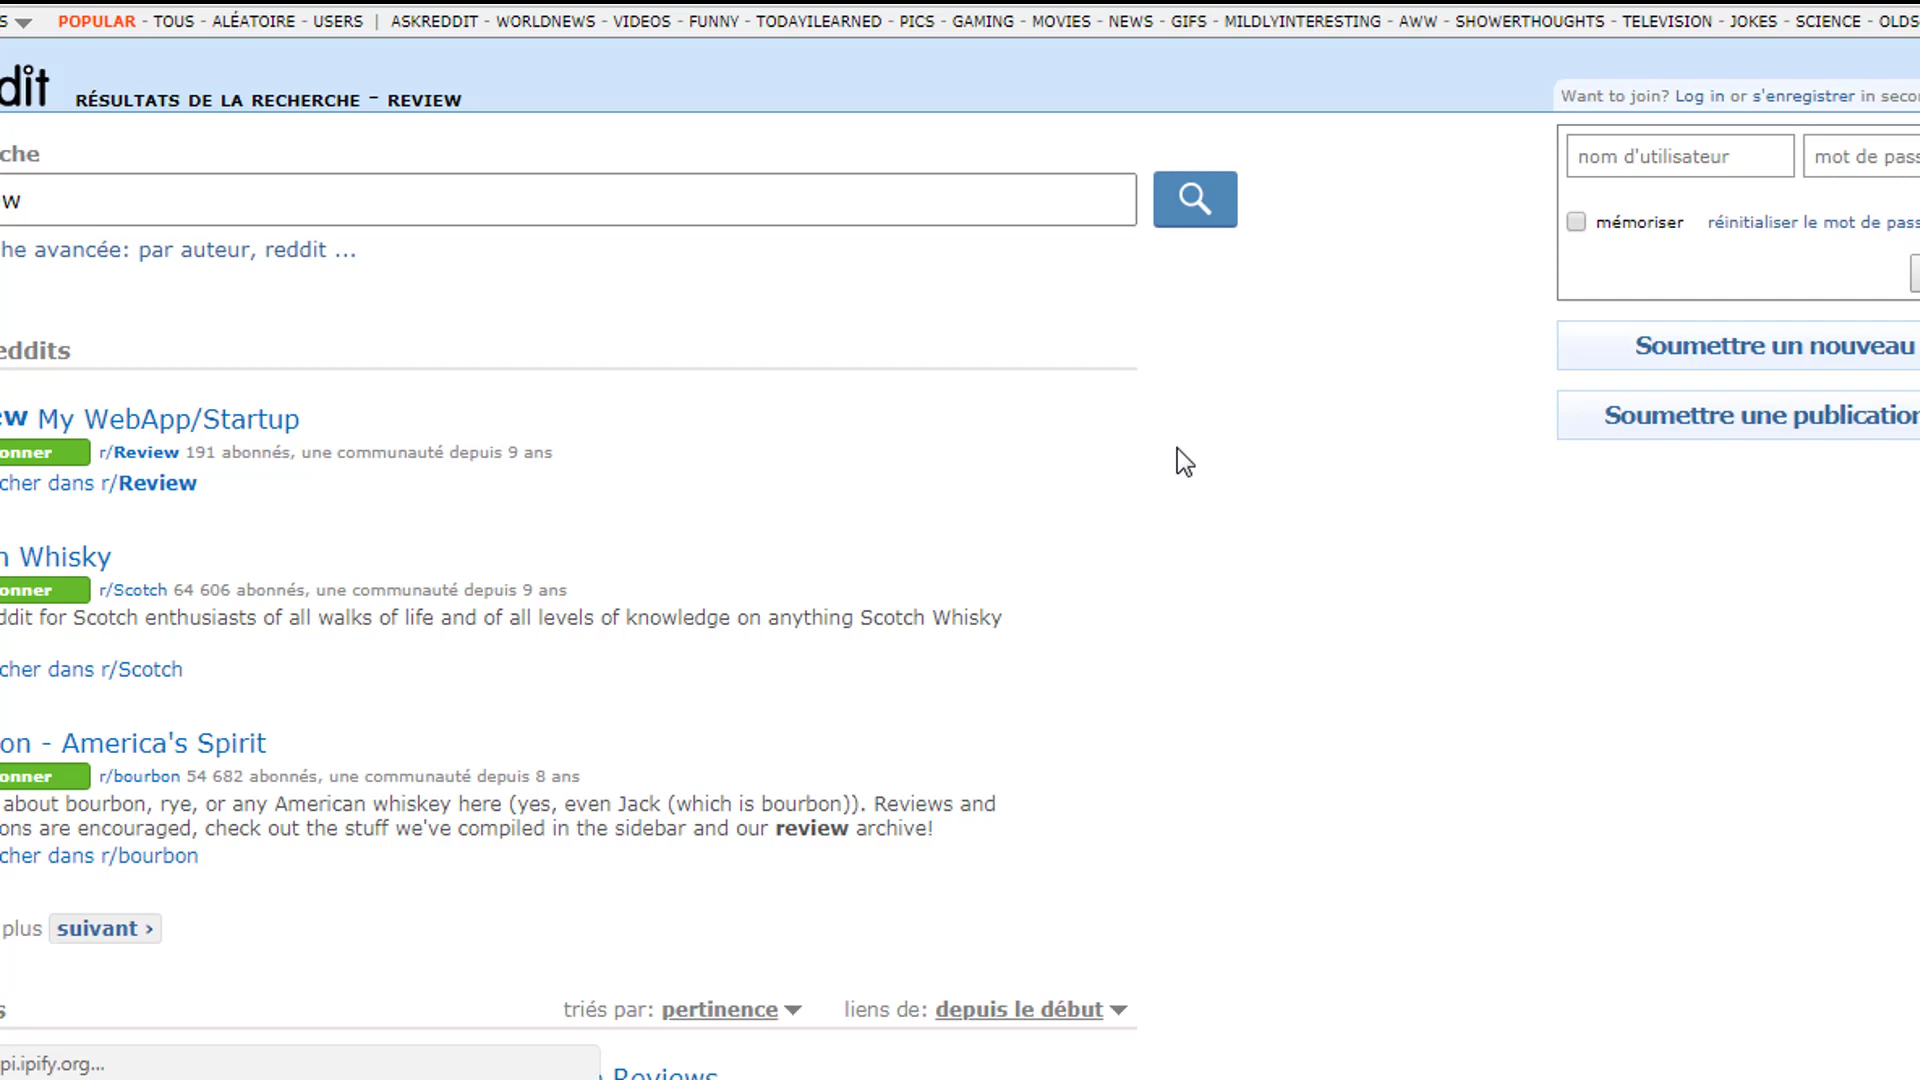 S POPULAR - TOUS - ALÉATOIRE - USERS | ASKREDDIT - WORLDNEWS - VIDEOS - FUNNY - TODAYILEARNED - PICS - GAMING - MOVIES - NEWS - GIFS - MILDLYINTERESTING - AWW - SHOWERTHOUGHTS - TELEVISION - JOKES - SCIENCE - OLDS
dit RÉSULTATS DE LA RECHERCHE - REVIEW
Want to join? Log in or s'enregistrer in seco
che
nom d'utilisateur mot de pass
w
mémoriser réinitialiser le mot de pass
he avancée: par auteur, reddit ...
Soumettre un nouveau
eddits
Soumettre une publication
ew My WebApp/Startup
onner r/Review 191 abonnés, une communauté depuis 9 ans
cher dans r/Review
n Whisky
onner r/Scotch 64 606 abonnés, une communauté depuis 9 ans
ddit for Scotch enthusiasts of all walks of life and of all levels of knowledge on anything Scotch Whisky
cher dans r/Scotch
on - America's Spirit
onner r/bourbon 54 682 abonnés, une communauté depuis 8 ans
about bourbon, rye, or any American whiskey here (yes, even Jack (which is bourbon)). Reviews and
ons are encouraged, check out the stuff we've compiled in the sidebar and our review archive!
cher dans r/bourbon
plus suivant ›
s triés par: pertinence liens de: depuis le début
pi.ipify.org...
Reviews